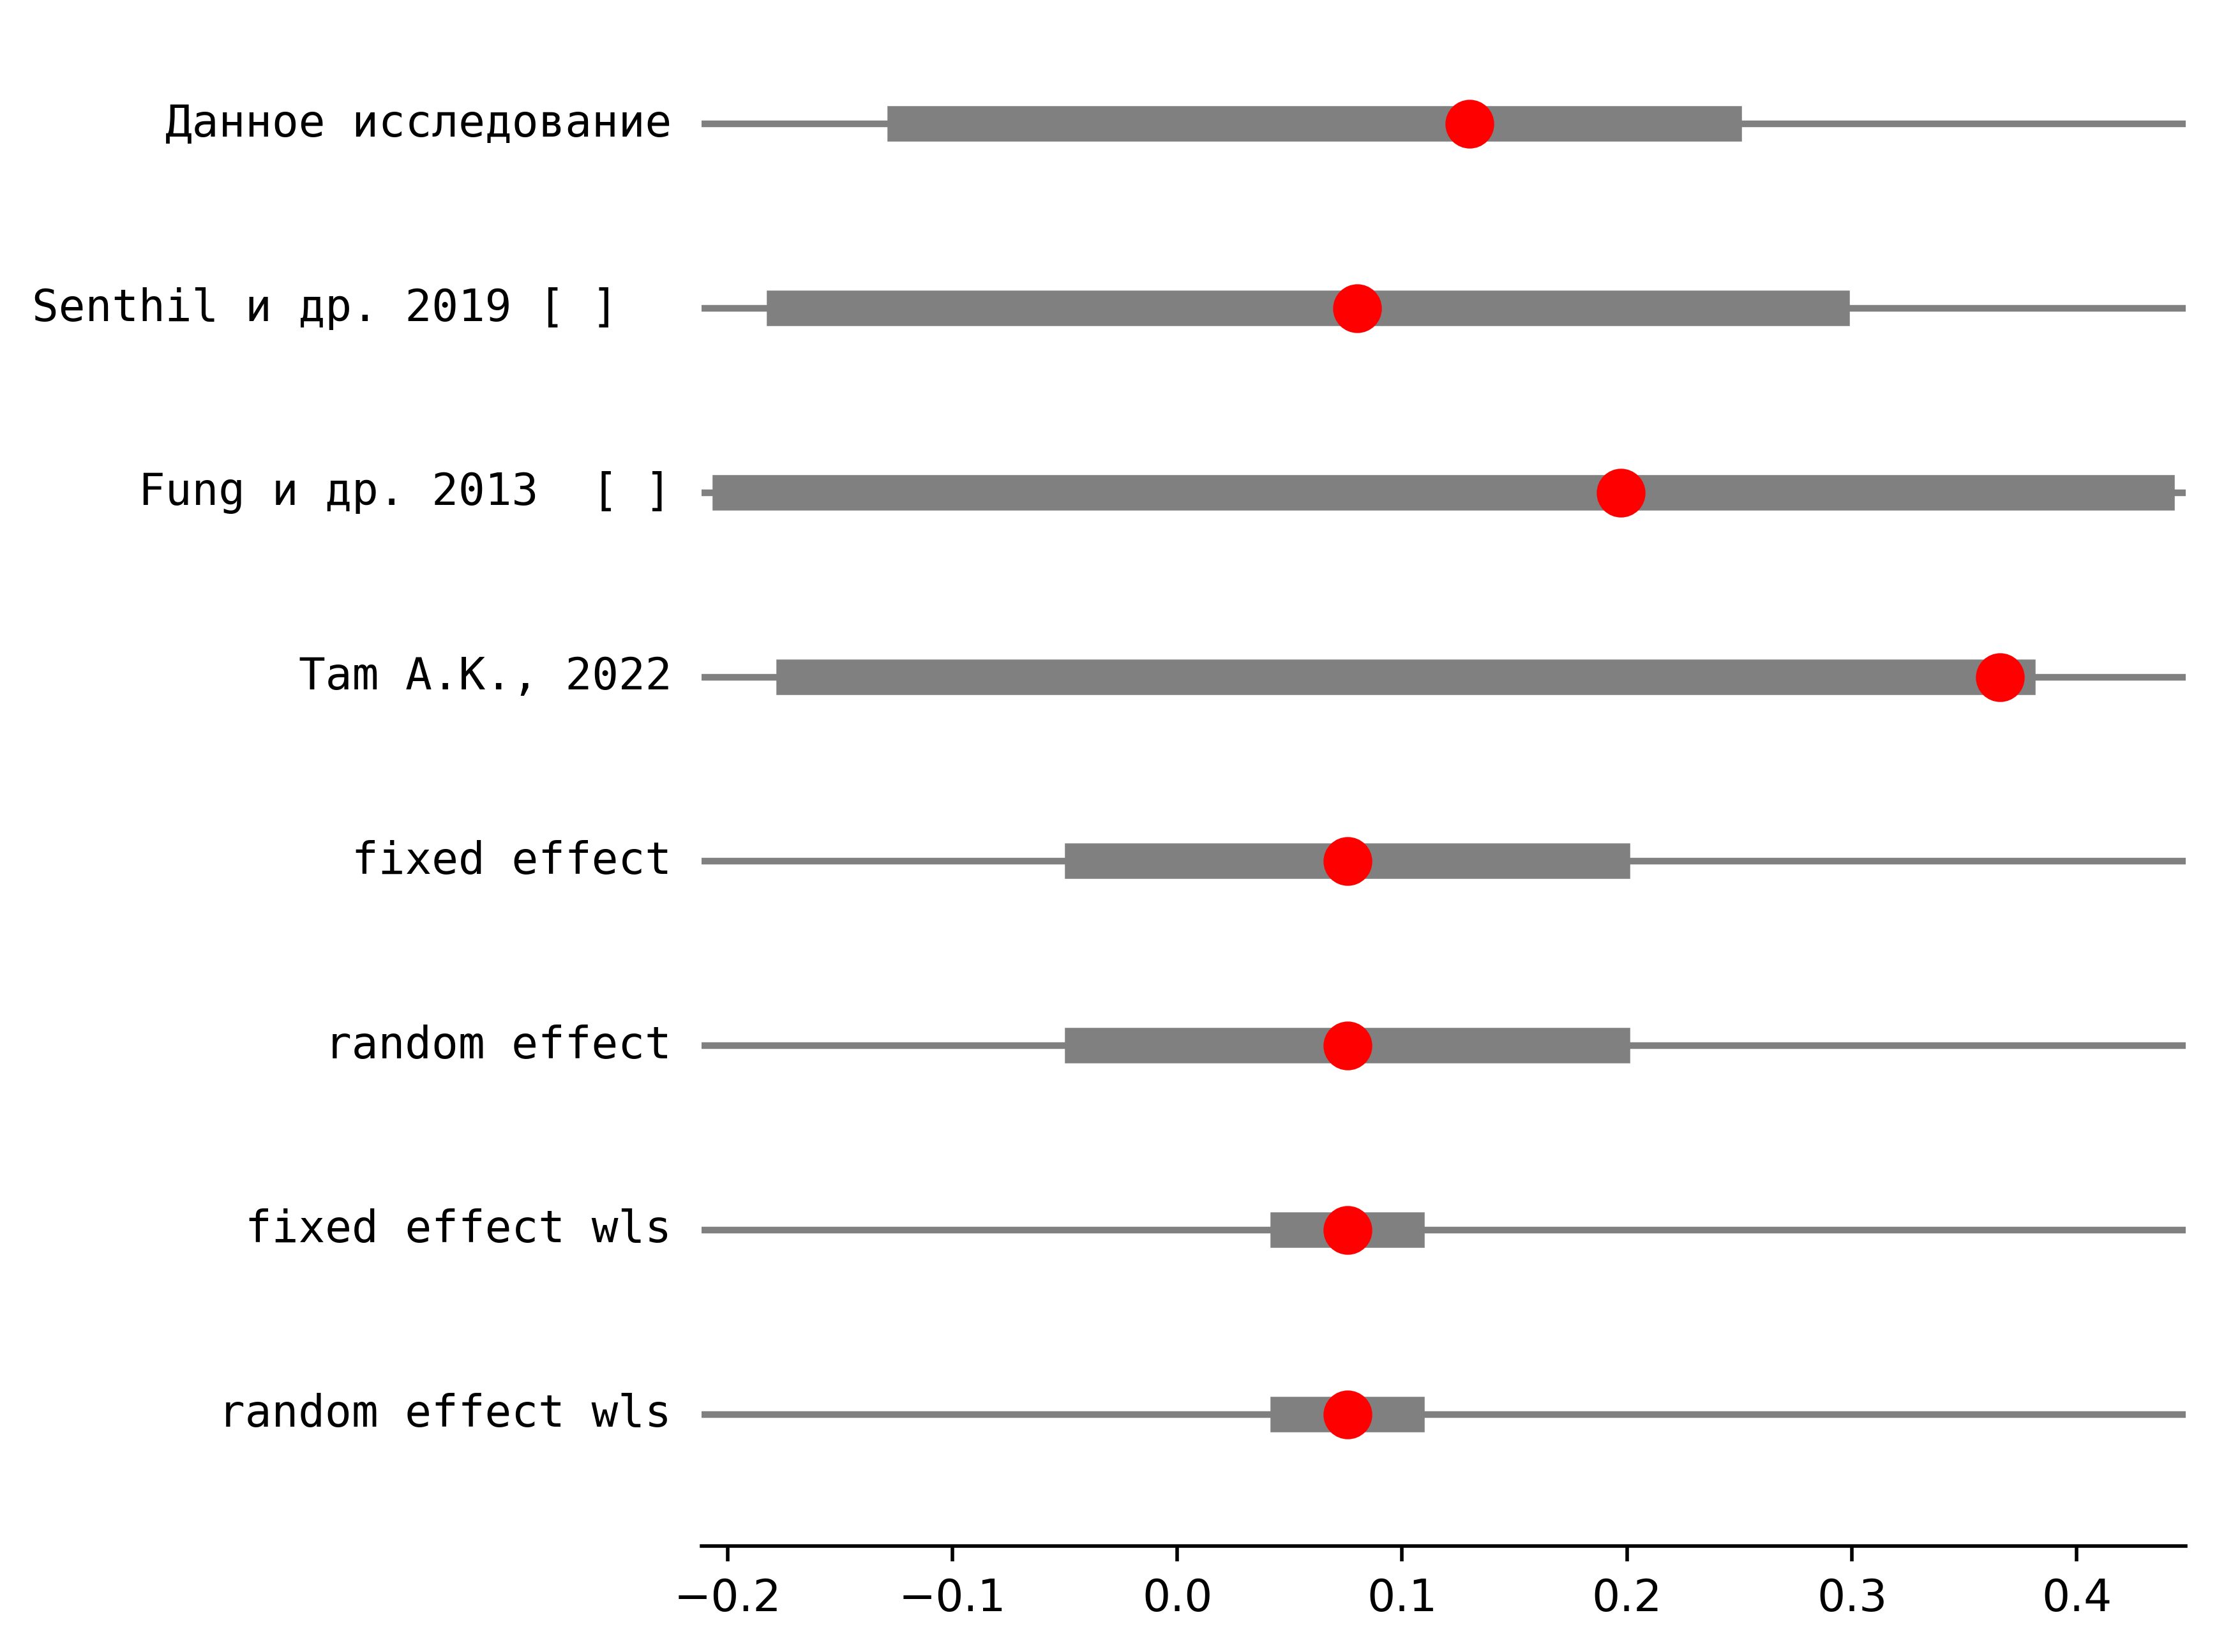 Данное исследование
Senthil и др. 2019 [ ]
Fung и др. 2013  [ ]
Tam A.K., 2022
fixed effect
random effect
fixed effect wls
random effect wls
−0.2 −0.1 0.0 0.1 0.2 0.3 0.4